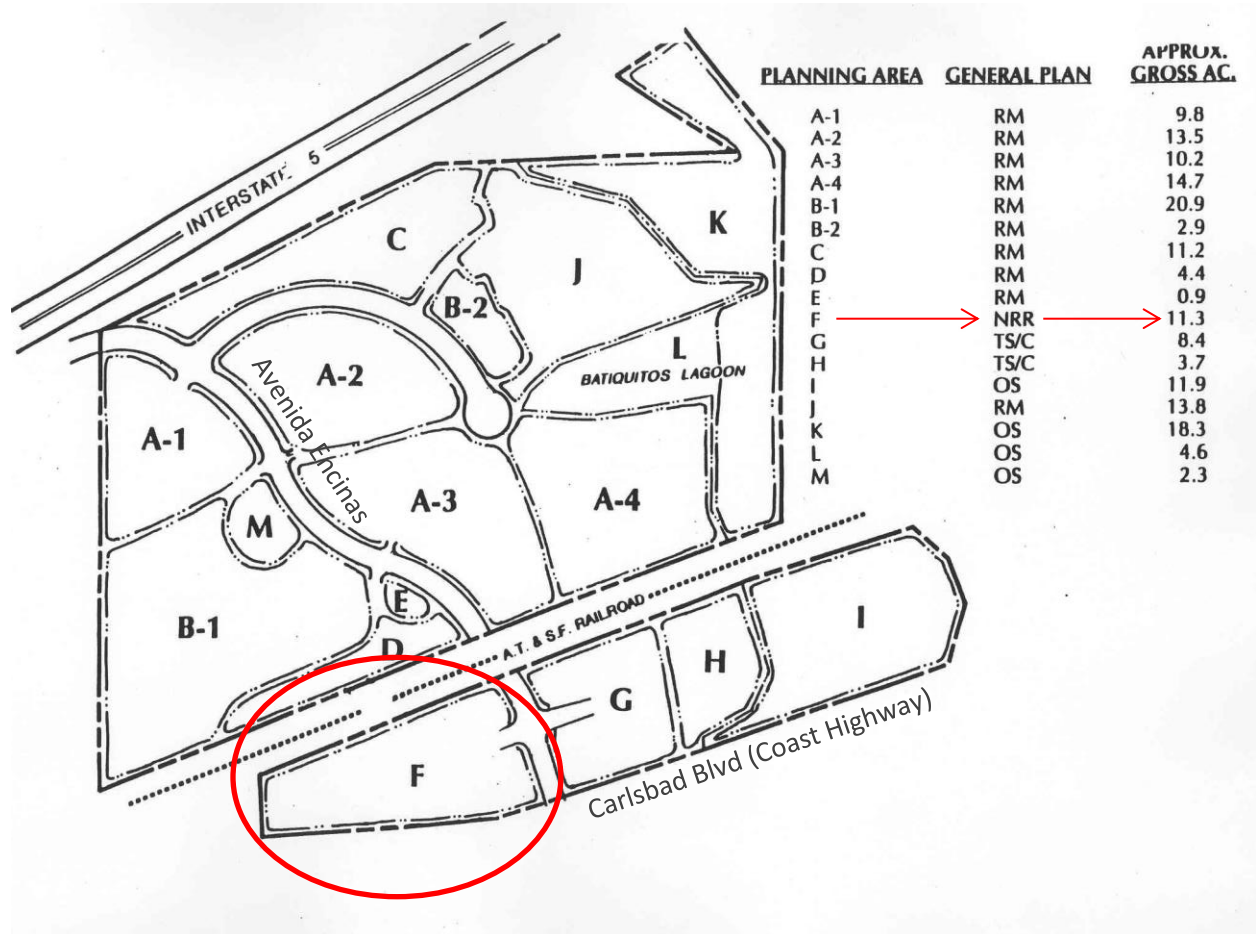 APPROX.
PLANNING AREA GENERAL PLAN GROSS AC.
A-1 RM 9.8
A-2 RM 13.5
A-3 RM 10.2
A-4 RM 14.7
B-1 RM 20.9
B-2 RM 2.9
C RM 11.2
D RM 4.4
E RM 0.9
F NRR 11.3
G TS/C 8.4
H TS/C 3.7
I OS 11.9
J RM 13.8
K OS 18.3
L OS 4.6
M OS 2.3
INTERSTATE 5
C
K
J
B-2
L
BATIQUITOS LAGOON
A-2
Avenida Encinas
A-1
A-3
A-4
M
E
B-1
D
A.T. & S.F. RAILROAD
I
H
G
F
Carlsbad Blvd (Coast Highway)